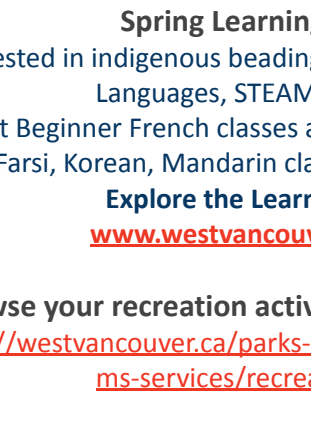 Spring Learning
ested in indigenous beading
Languages, STEAM
t Beginner French classes a
Farsi, Korean, Mandarin cla
Explore the Learn
www.westvancouv
wse your recreation activ
//westvancouver.ca/parks-
ms-services/recrea